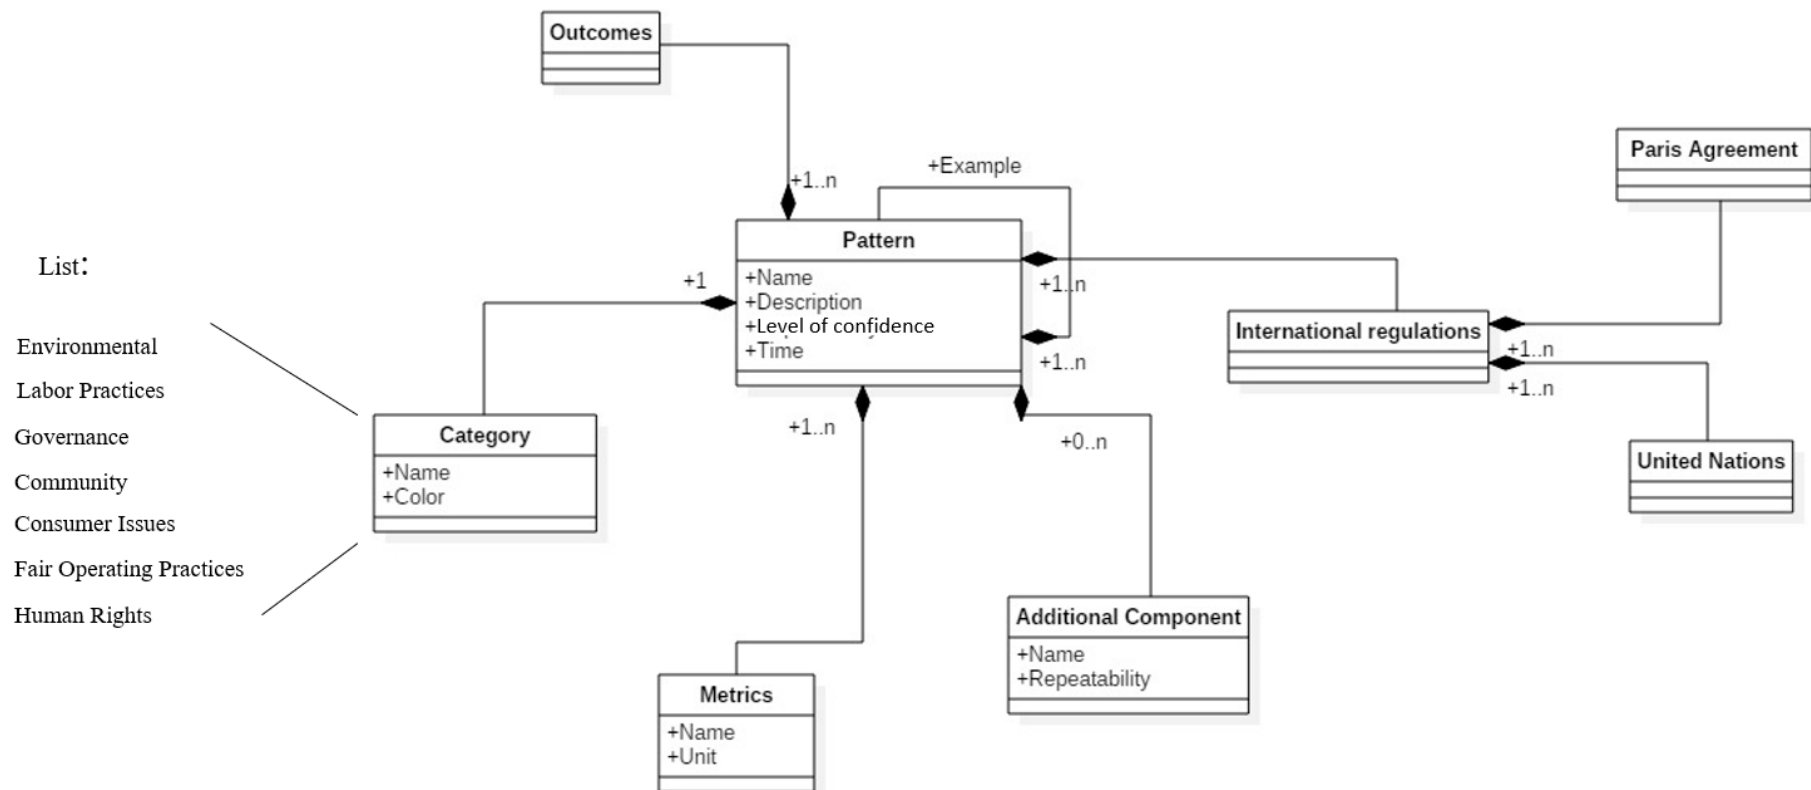 Outcomes
+1..n
+Example
Paris Agreement
Pattern
+Name
+Description
+Level of confidence
+Time
+1
+1..n
+1..n
+1..n
+0..n
International regulations
+1..n
+1..n
United Nations
List:
Environmental
Labor Practices
Governance
Community
Consumer Issues
Fair Operating Practices
Human Rights
Category
+Name
+Color
Additional Component
+Name
+Repeatability
Metrics
+Name
+Unit